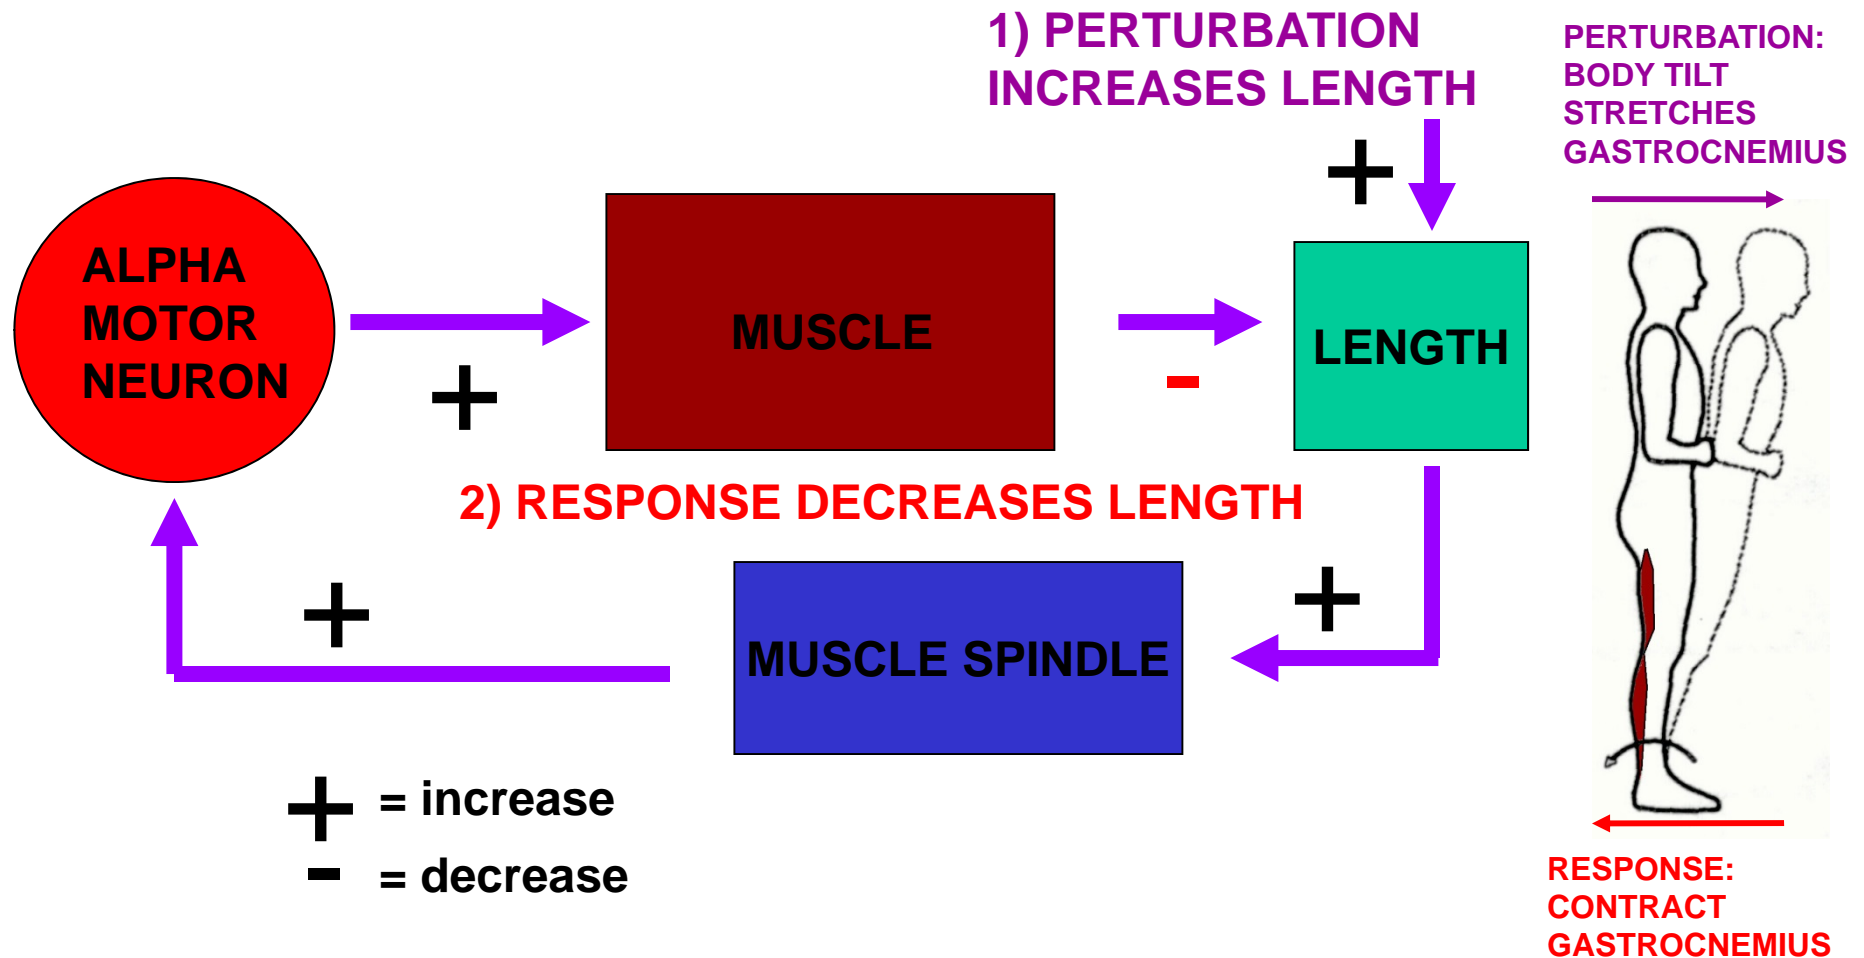 1) PERTURBATION
INCREASES LENGTH
PERTURBATION:
BODY TILT
STRETCHES
GASTROCNEMIUS
+
ALPHA
MOTOR
NEURON
MUSCLE
LENGTH
+
-
2) RESPONSE DECREASES LENGTH
+
+
MUSCLE SPINDLE
+ = increase
- = decrease
RESPONSE:
CONTRACT
GASTROCNEMIUS